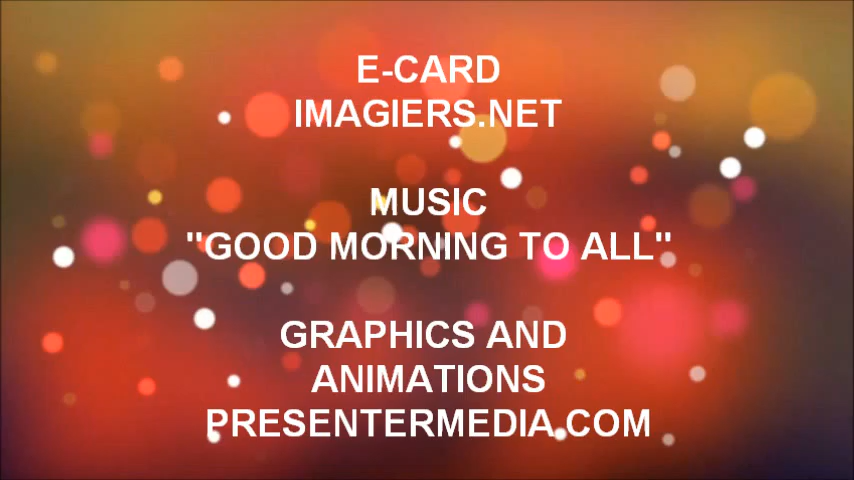 E-CARD
IMAGIERS.NET
MUSIC
"GOOD MORNING TO ALL"
GRAPHICS AND
ANIMATIONS
PRESENTERMEDIA.COM